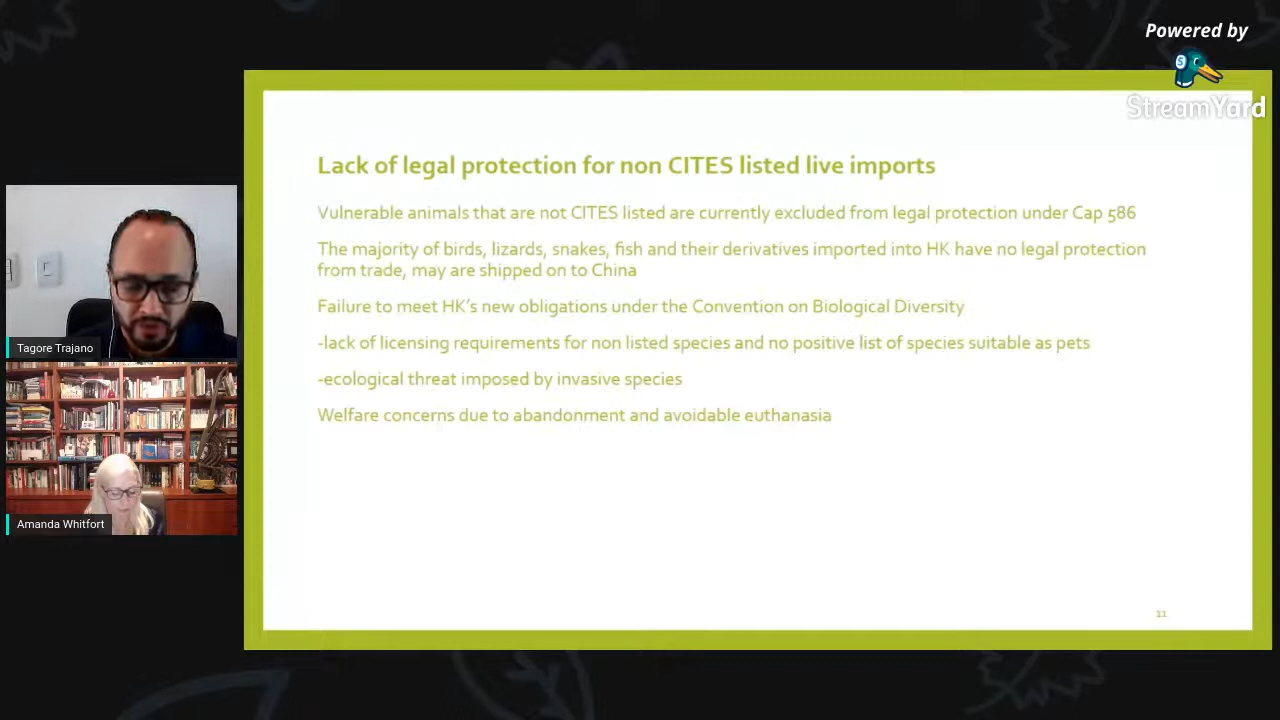 Powered by
StreamYard
Lack of legal protection for non CITES listed live imports
Vulnerable animals that are not CITES listed are currently excluded from legal protection under Cap 586
The majority of birds, lizards, snakes, fish and their derivatives imported into HK have no legal protection
from trade, may are shipped on to China
Failure to meet HK's new obligations under the Convention on Biological Diversity
-lack of licensing requirements for non listed species and no positive list of species suitable as pets
-ecological threat imposed by invasive species
Welfare concerns due to abandonment and avoidable euthanasia
11
Tagore Trajano
Amanda Whitfort